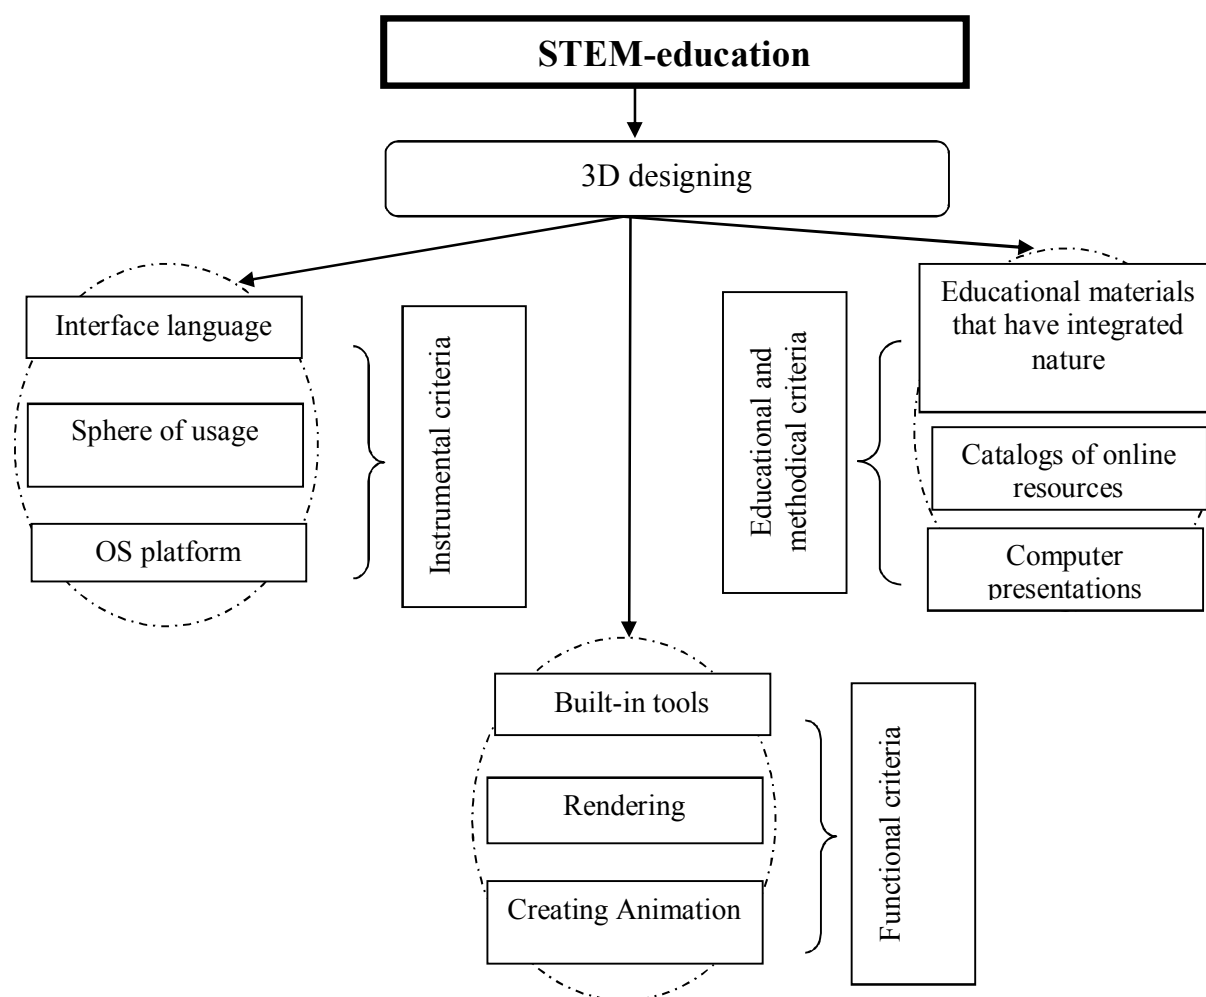 STEM-education
3D designing
Interface language
Sphere of usage
OS platform
Instrumental criteria
Educational and
methodical criteria
Educational materials
that have integrated
nature
Catalogs of online
resources
Computer
presentations
Built-in tools
Rendering
Creating Animation
Functional criteria